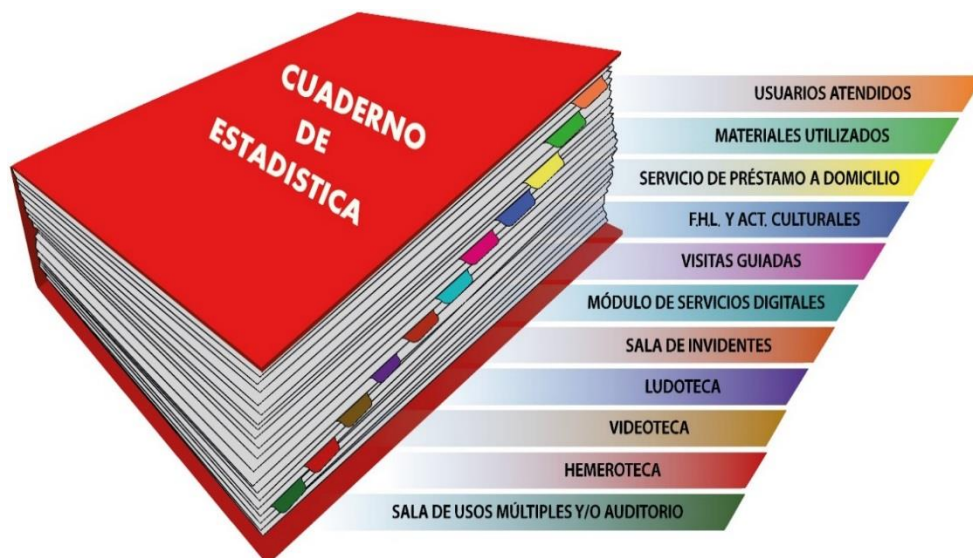 CUADERNO
DE
ESTADISTICA
USUARIOS ATENDIDOS
MATERIALES UTILIZADOS
SERVICIO DE PRÉSTAMO A DOMICILIO
F.H.L. Y ACT. CULTURALES
VISITAS GUIADAS
MÓDULO DE SERVICIOS DIGITALES
SALA DE INVIDENTES
LUDOTECA
VIDEOTECA
HEMEROTECA
SALA DE USOS MÚLTIPLES Y/O AUDITORIO